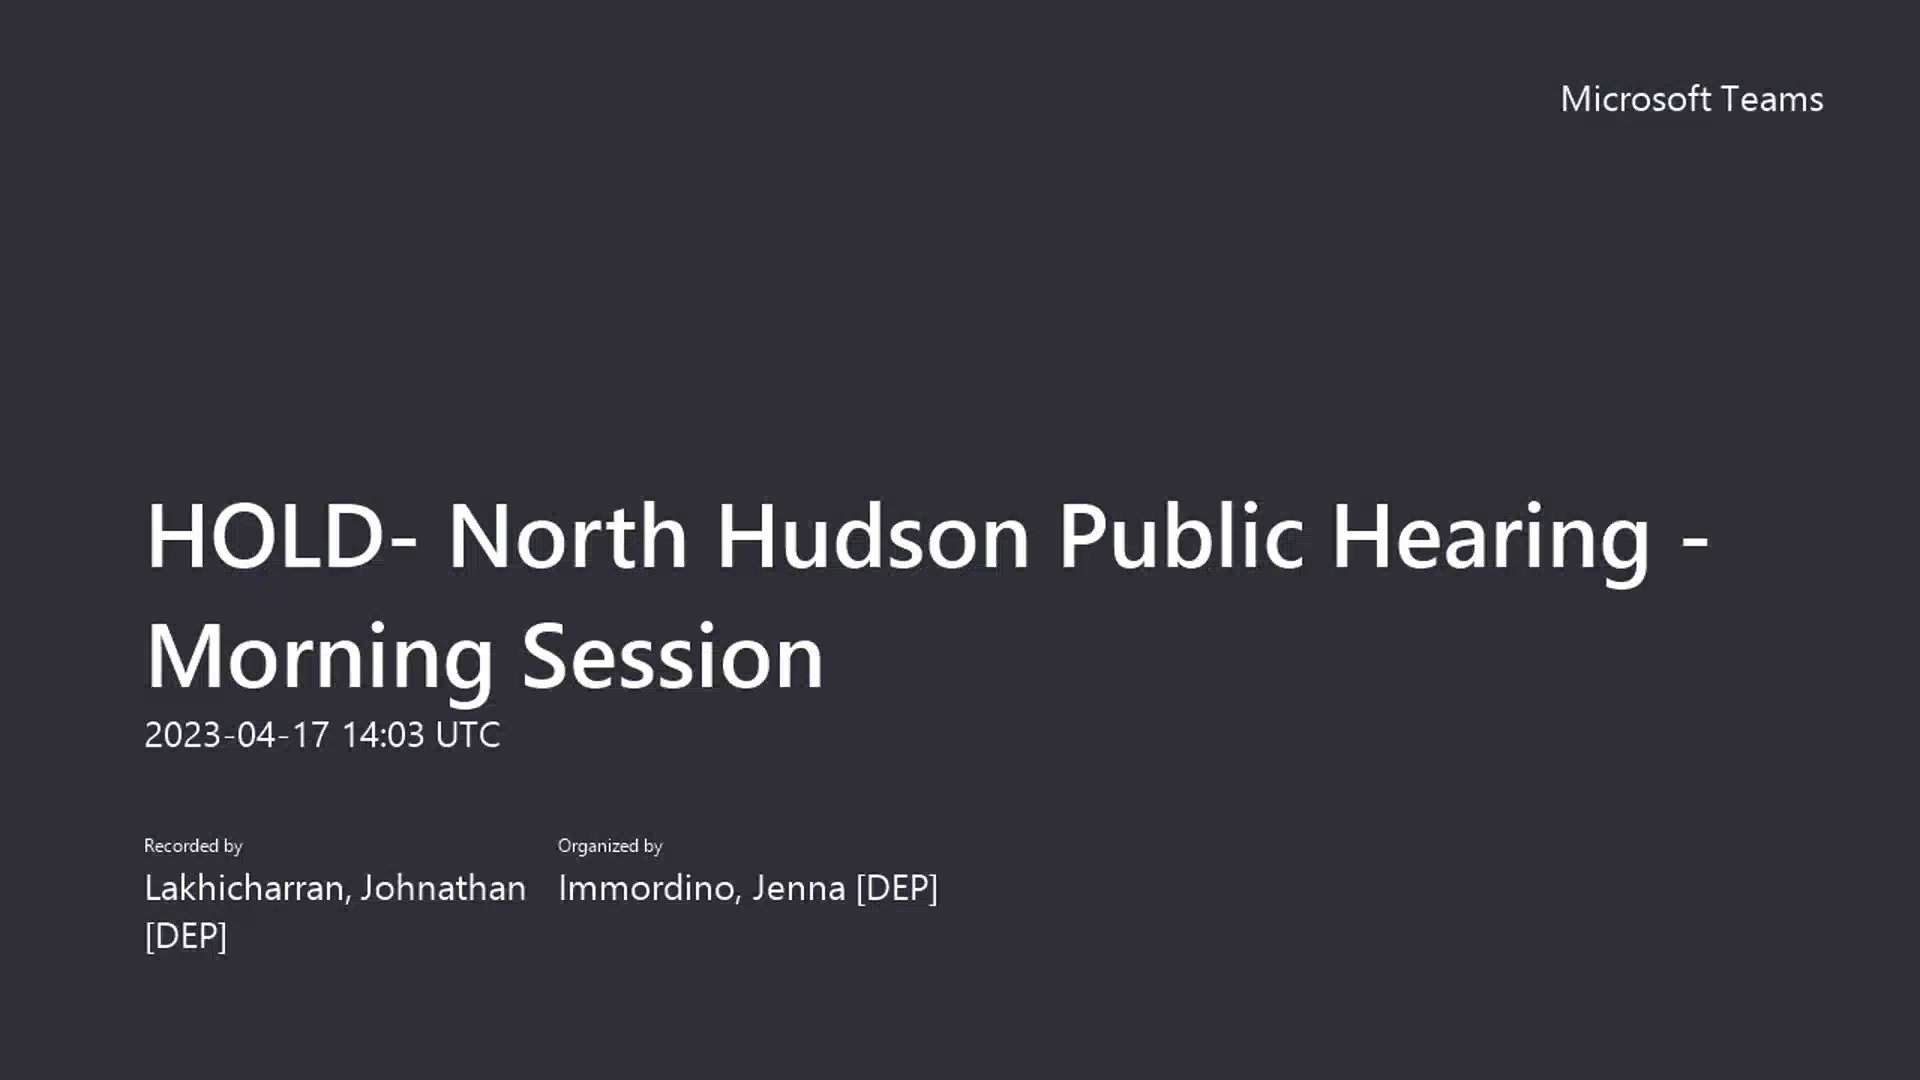 Microsoft Teams
HOLD- North Hudson Public Hearing -
Morning Session
2023-04-17 14:03 UTC
Recorded by
Organized by
Lakhicharran, Johnathan
[DEP]
Immordino, Jenna [DEP]